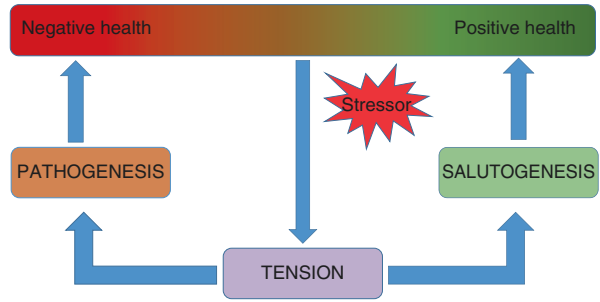 Negative health
Positive health
Stressor
PATHOGENESIS
SALUTOGENESIS
TENSION